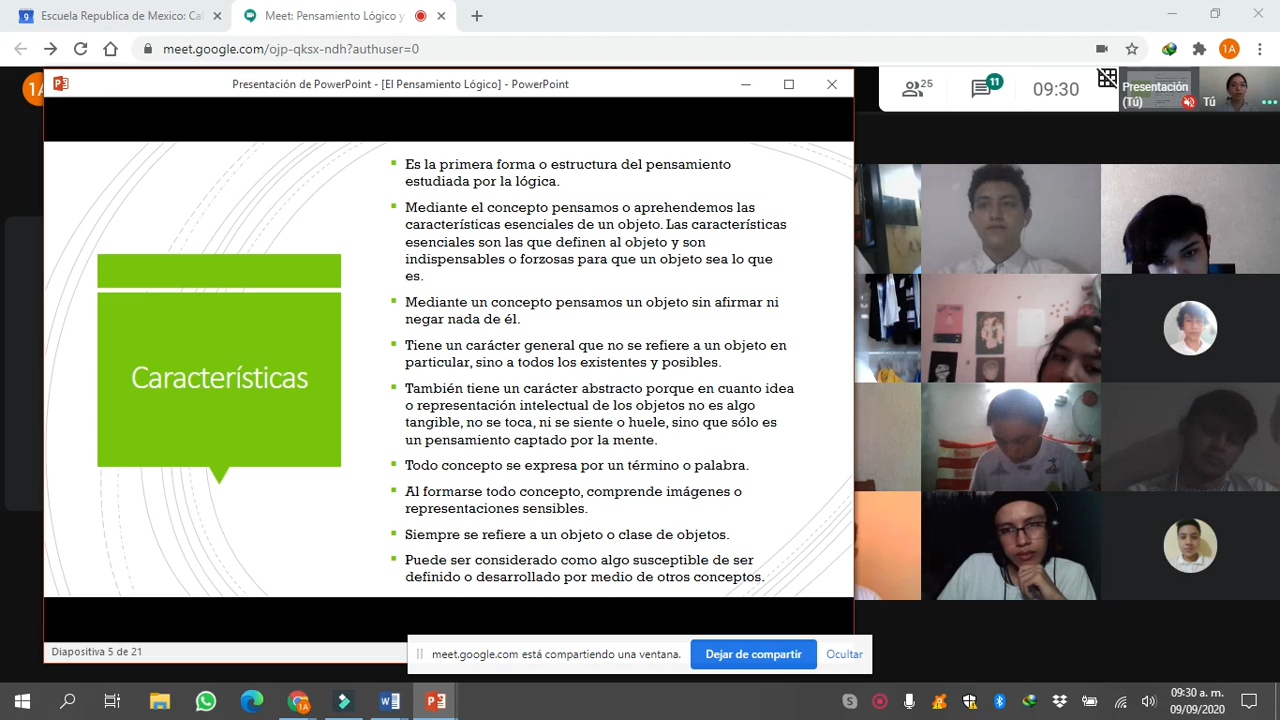 Escuela Republica de Mexico: Cal
Meet: Pensamiento Lógico y
meet.google.com/ojp-qksx-ndh?authuser=0
1A
Presentación de PowerPoint - [El Pensamiento Lógico] - PowerPoint
25
11
09:30
Presentación
(Tú)
Tú
Características
Es la primera forma o estructura del pensamiento
estudiada por la lógica.
Mediante el concepto pensamos o aprehendemos las
características esenciales de un objeto. Las características
esenciales son las que definen al objeto y son
indispensables o forzosas para que un objeto sea lo que
es.
Mediante un concepto pensamos un objeto sin afirmar ni
negar nada de él.
Tiene un carácter general que no se refiere a un objeto en
particular, sino a todos los existentes y posibles.
También tiene un carácter abstracto porque en cuanto idea
o representación intelectual de los objetos no es algo
tangible, no se toca, ni se siente o huele, sino que sólo es
un pensamiento captado por la mente.
Todo concepto se expresa por un término o palabra.
Al formarse todo concepto, comprende imágenes o
representaciones sensibles.
Siempre se refiere a un objeto o clase de objetos.
Puede ser considerado como algo susceptible de ser
definido o desarrollado por medio de otros conceptos.
Diapositiva 5 de 21
meet.google.com está compartiendo una ventana.
Dejar de compartir
Ocultar
09:30 a. m.
09/09/2020